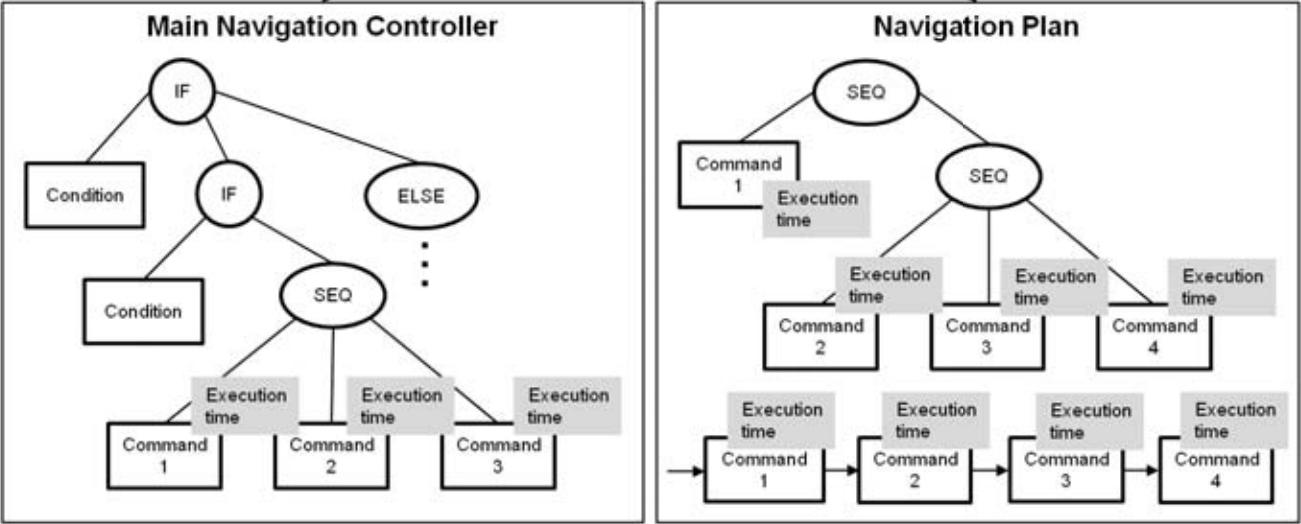 Main Navigation Controller
IF
Condition
IF
ELSE
Condition
SEQ
Execution
time
Execution
time
Execution
time
Command
1
Command
2
Command
3
Navigation Plan
SEQ
Command
1
Execution
time
SEQ
Execution
time
Execution
time
Execution
time
Command
2
Command
3
Command
4
Execution
time
Execution
time
Execution
time
Execution
time
Command
1
Command
2
Command
3
Command
4